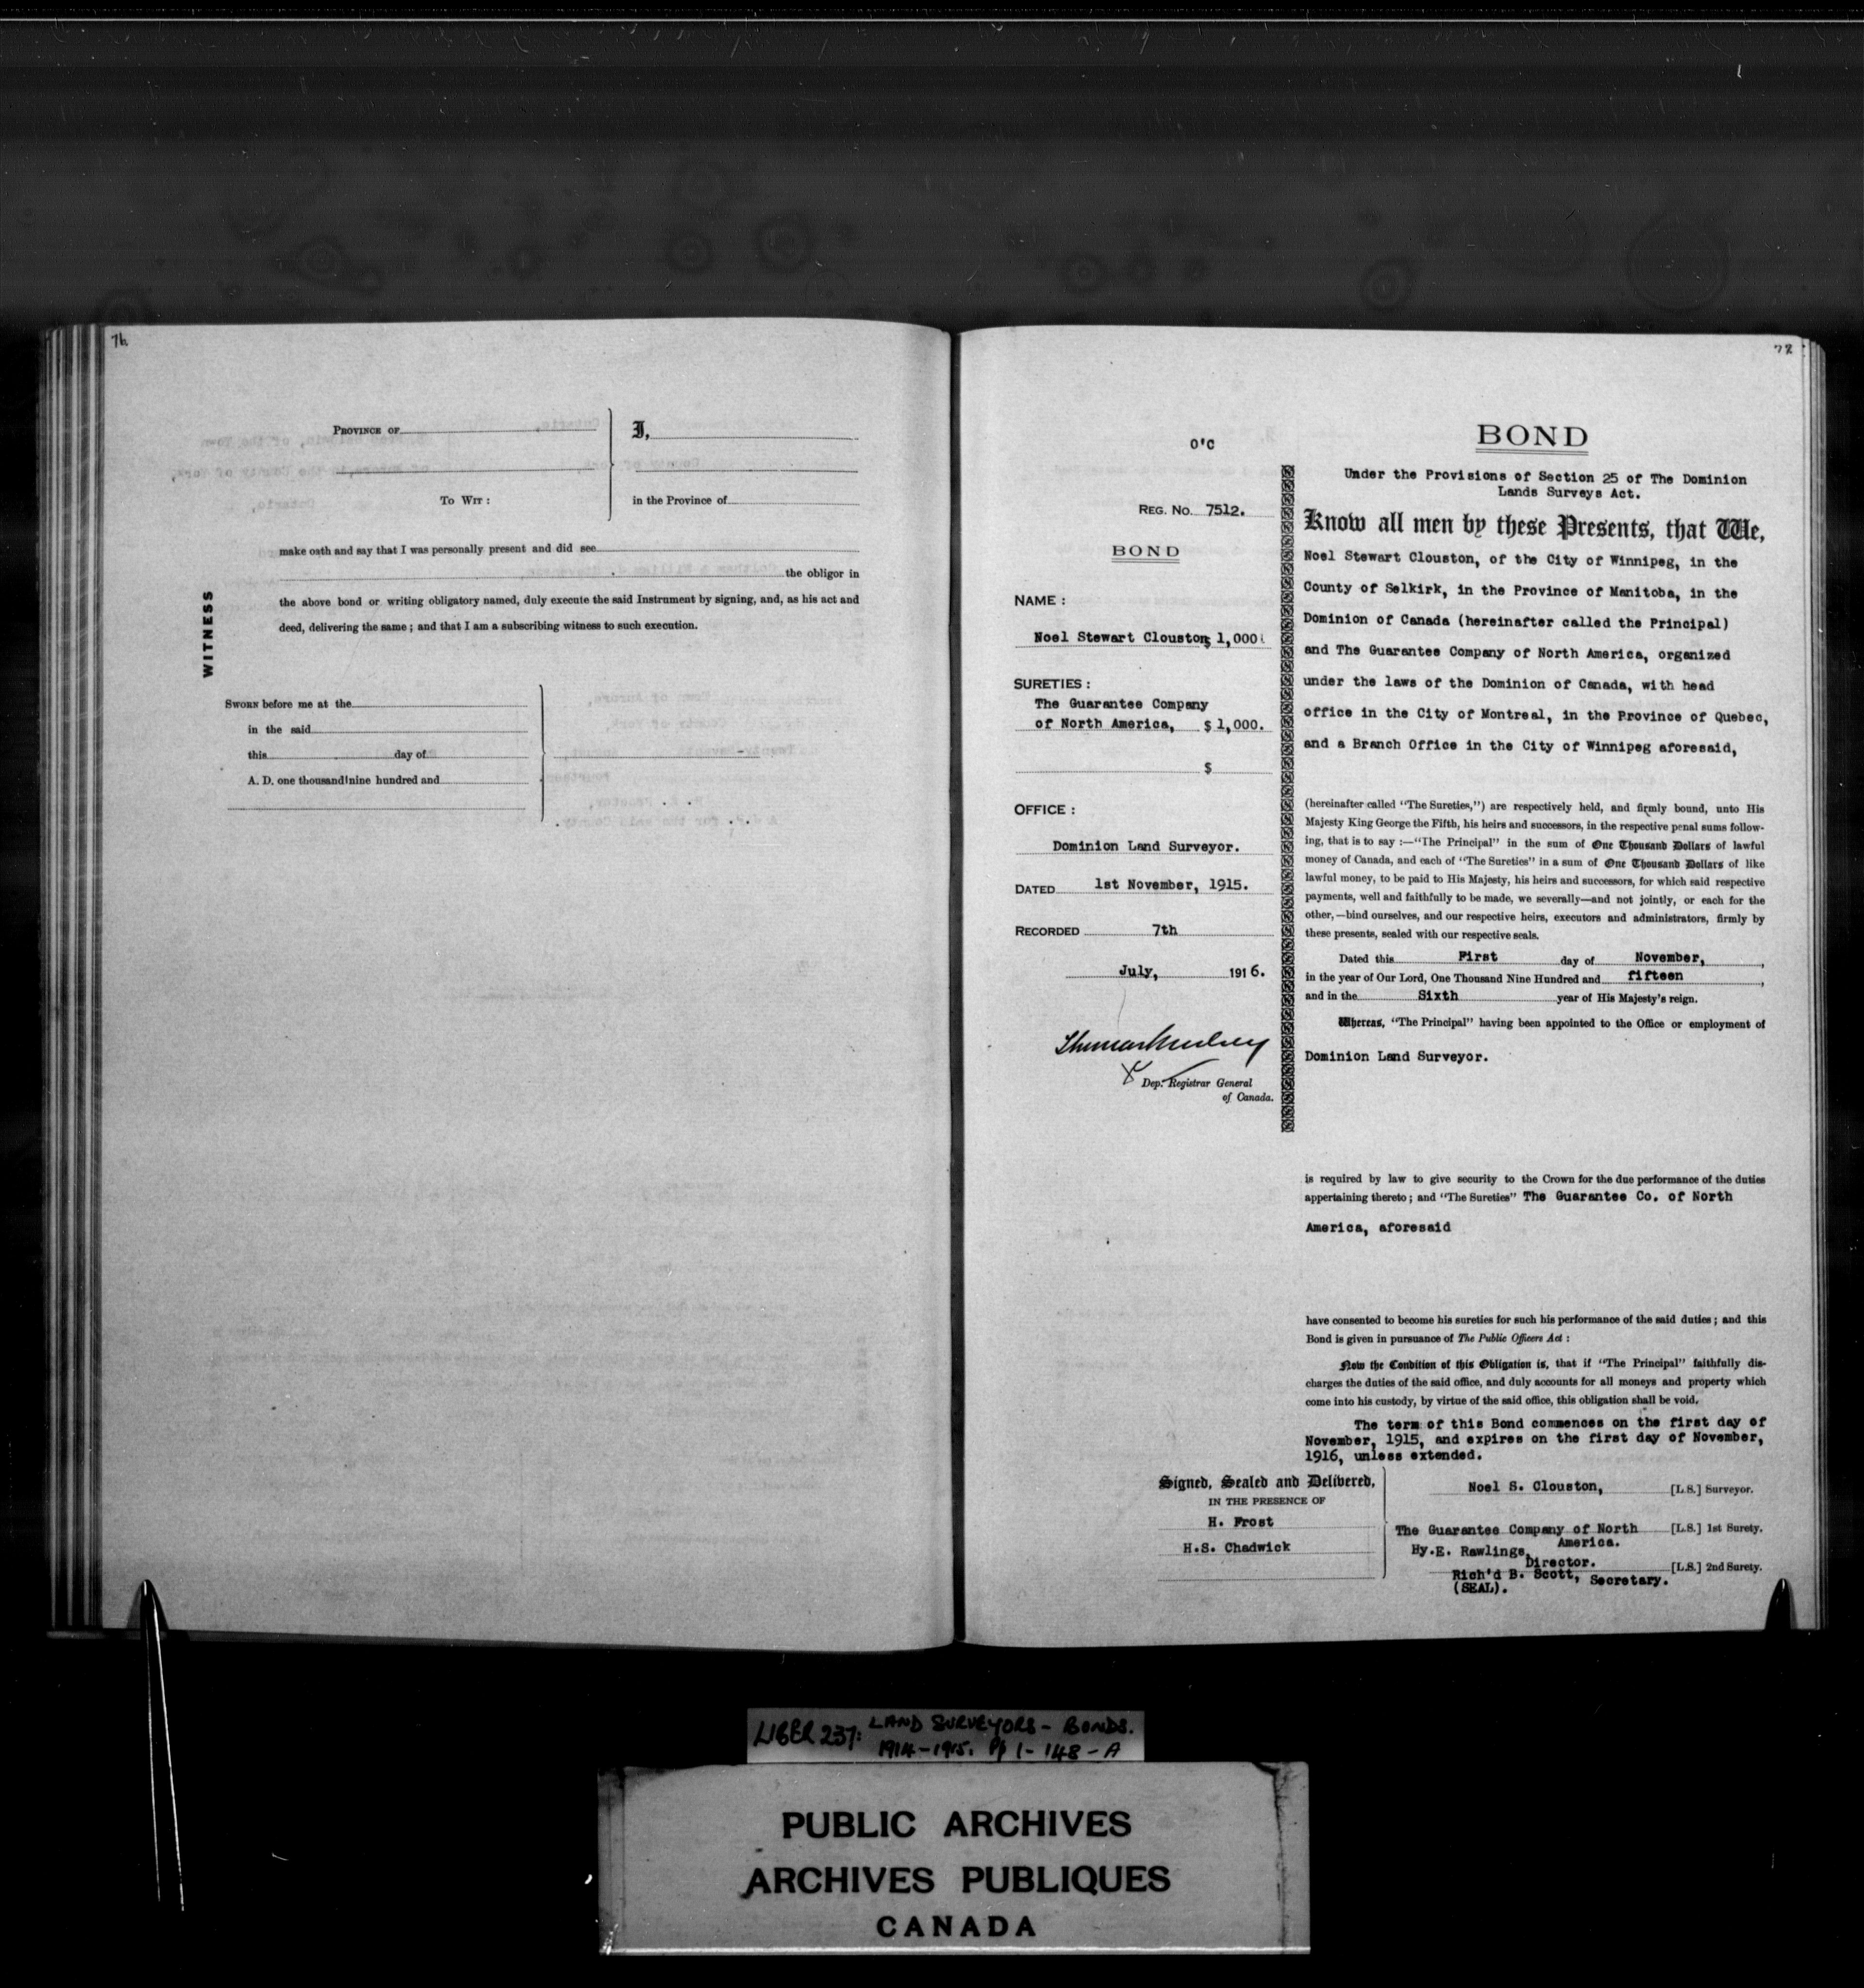 76
PROVINCE OF
I,
TO WIT :
in the Province of
make oath and say that I was personally present and did see
the obligor in
the above bond or writing obligatory named, duly execute the said Instrument by signing, and, as his act and
deed, delivering the same ; and that I am a subscribing witness to such execution.
WITNESS
SWORN before me at the
in the said
this day of
A. D. one thousand nine hundred and
O'C
REG. No. 7512.
BOND
NAME :
Noel Stewart Clouston $ 1,000
SURETIES :
The Guarantee Company
of North America, $ 1,000.
$
OFFICE :
Dominion Land Surveyor.
DATED 1st November, 1915.
RECORDED 7th
July, 1916.
Dep. Registrar General
of Canada.
BOND
Under the Provisions of Section 25 of The Dominion
Lands Surveys Act.
Know all men by these Presents, that We,
Noel Stewart Clouston, of the City of Winnipeg, in the
County of Selkirk, in the Province of Manitoba, in the
Dominion of Canada (hereinafter called the Principal)
and The Guarantee Company of North America, organized
under the laws of the Dominion of Canada, with head
office in the City of Montreal, in the Province of Quebec,
and a Branch Office in the City of Winnipeg aforesaid,
(hereinafter called "The Sureties,") are respectively held, and firmly bound, unto His
Majesty King George the Fifth, his heirs and successors, in the respective penal sums follow-
ing, that is to say :—"The Principal" in the sum of One Thousand Dollars of lawful
money of Canada, and each of "The Sureties" in a sum of One Thousand Dollars of like
lawful money, to be paid to His Majesty, his heirs and successors, for which said respective
payments, well and faithfully to be made, we severally—and not jointly, or each for the
other,—bind ourselves, and our respective heirs, executors and administrators, firmly by
these presents, sealed with our respective seals.
Dated this First day of November,,
in the year of Our Lord, One Thousand Nine Hundred and fifteen,
and in the Sixth year of His Majesty's reign.
Whereas, "The Principal" having been appointed to the Office or employment of
Dominion Land Surveyor.
is required by law to give security to the Crown for the due performance of the duties
appertaining thereto ; and "The Sureties" The Guarantee Co. of North
America, aforesaid
have consented to become his sureties for such his performance of the said duties ; and this
Bond is given in pursuance of The Public Officers Act :
Now the Condition of this Obligation is, that if "The Principal" faithfully dis-
charges the duties of the said office, and duly accounts for all moneys and property which
come into his custody, by virtue of the said office, this obligation shall be void.
The term of this Bond commences on the first day of
November, 1915, and expires on the first day of November,
1916, unless extended.
Signed, Sealed and Delivered,
IN THE PRESENCE OF
H. Frost
H.S. Chadwick
Noel S. Clouston, [L.S.] Surveyor.
The Guarantee Company of North [L.S.] 1st Surety.
America.
Hy.E. Rawlings,
Director.
[L.S.] 2nd Surety.
Rich'd B. Scott, Secretary.
(SEAL).
LIBER 237: LAND SURVEYORS - BONDS.
1914-1915. Pp 1-148-A
PUBLIC ARCHIVES
ARCHIVES PUBLIQUES
CANADA